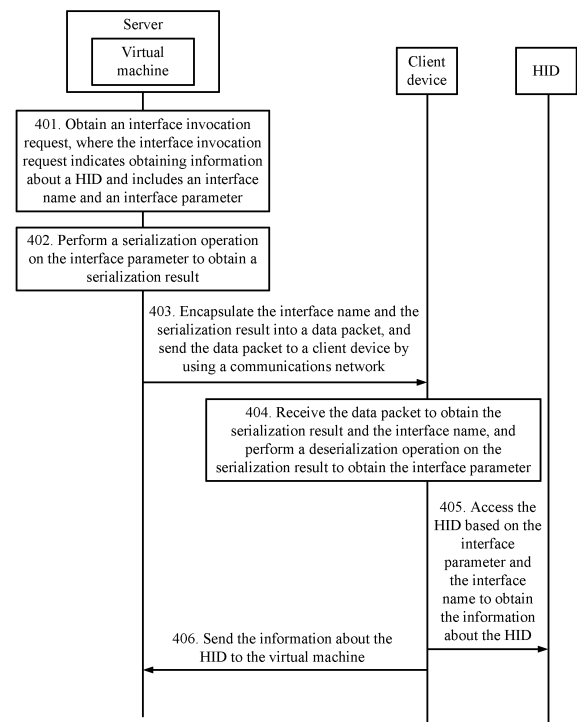 Server
Virtual
machine
Client
device
HID
401. Obtain an interface invocation
request, where the interface invocation
request indicates obtaining information
about a HID and includes an interface
name and an interface parameter
402. Perform a serialization operation
on the interface parameter to obtain a
serialization result
403. Encapsulate the interface name and the
serialization result into a data packet, and
send the data packet to a client device by
using a communications network
404. Receive the data packet to obtain the
serialization result and the interface name, and
perform a deserialization operation on the
serialization result to obtain the interface parameter
405. Access the
HID based on the
interface
parameter and
the interface
name to obtain
the information
about the HID
406. Send the information about the
HID to the virtual machine